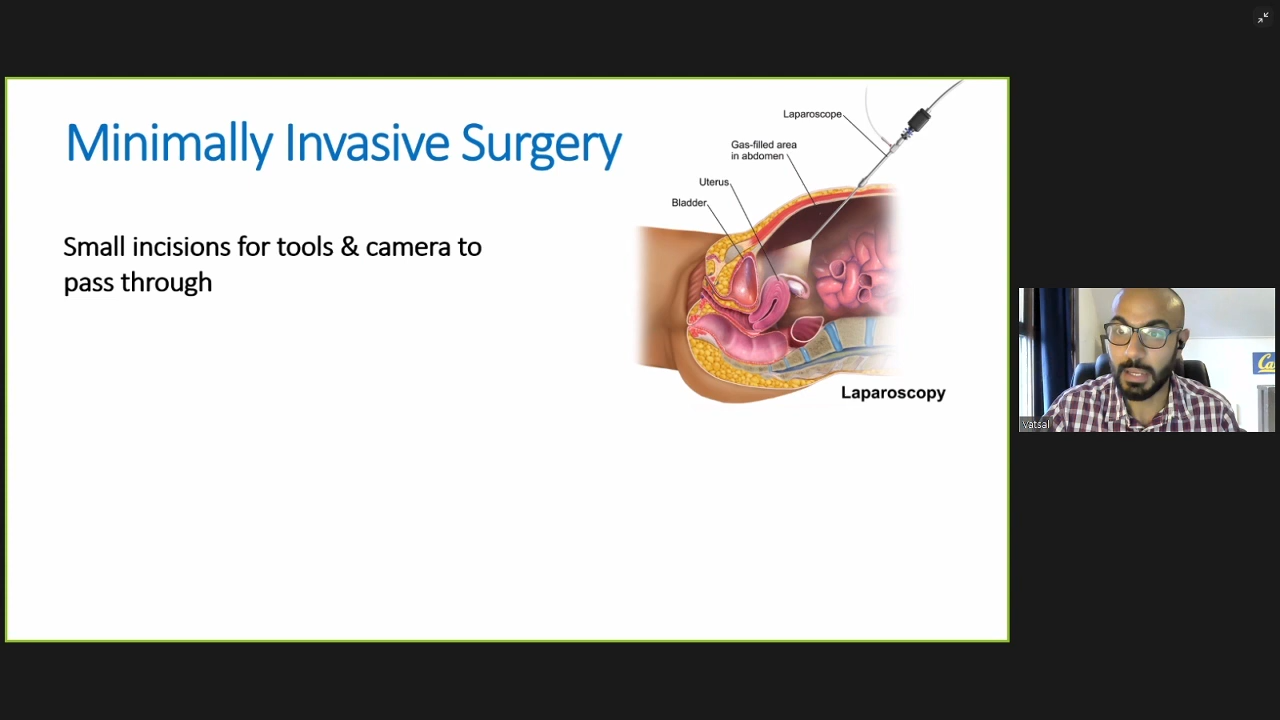 Minimally Invasive Surgery
Small incisions for tools & camera to
pass through
Laparoscope
Gas-filled area
in abdomen
Uterus
Bladder
Laparoscopy
Vatsal